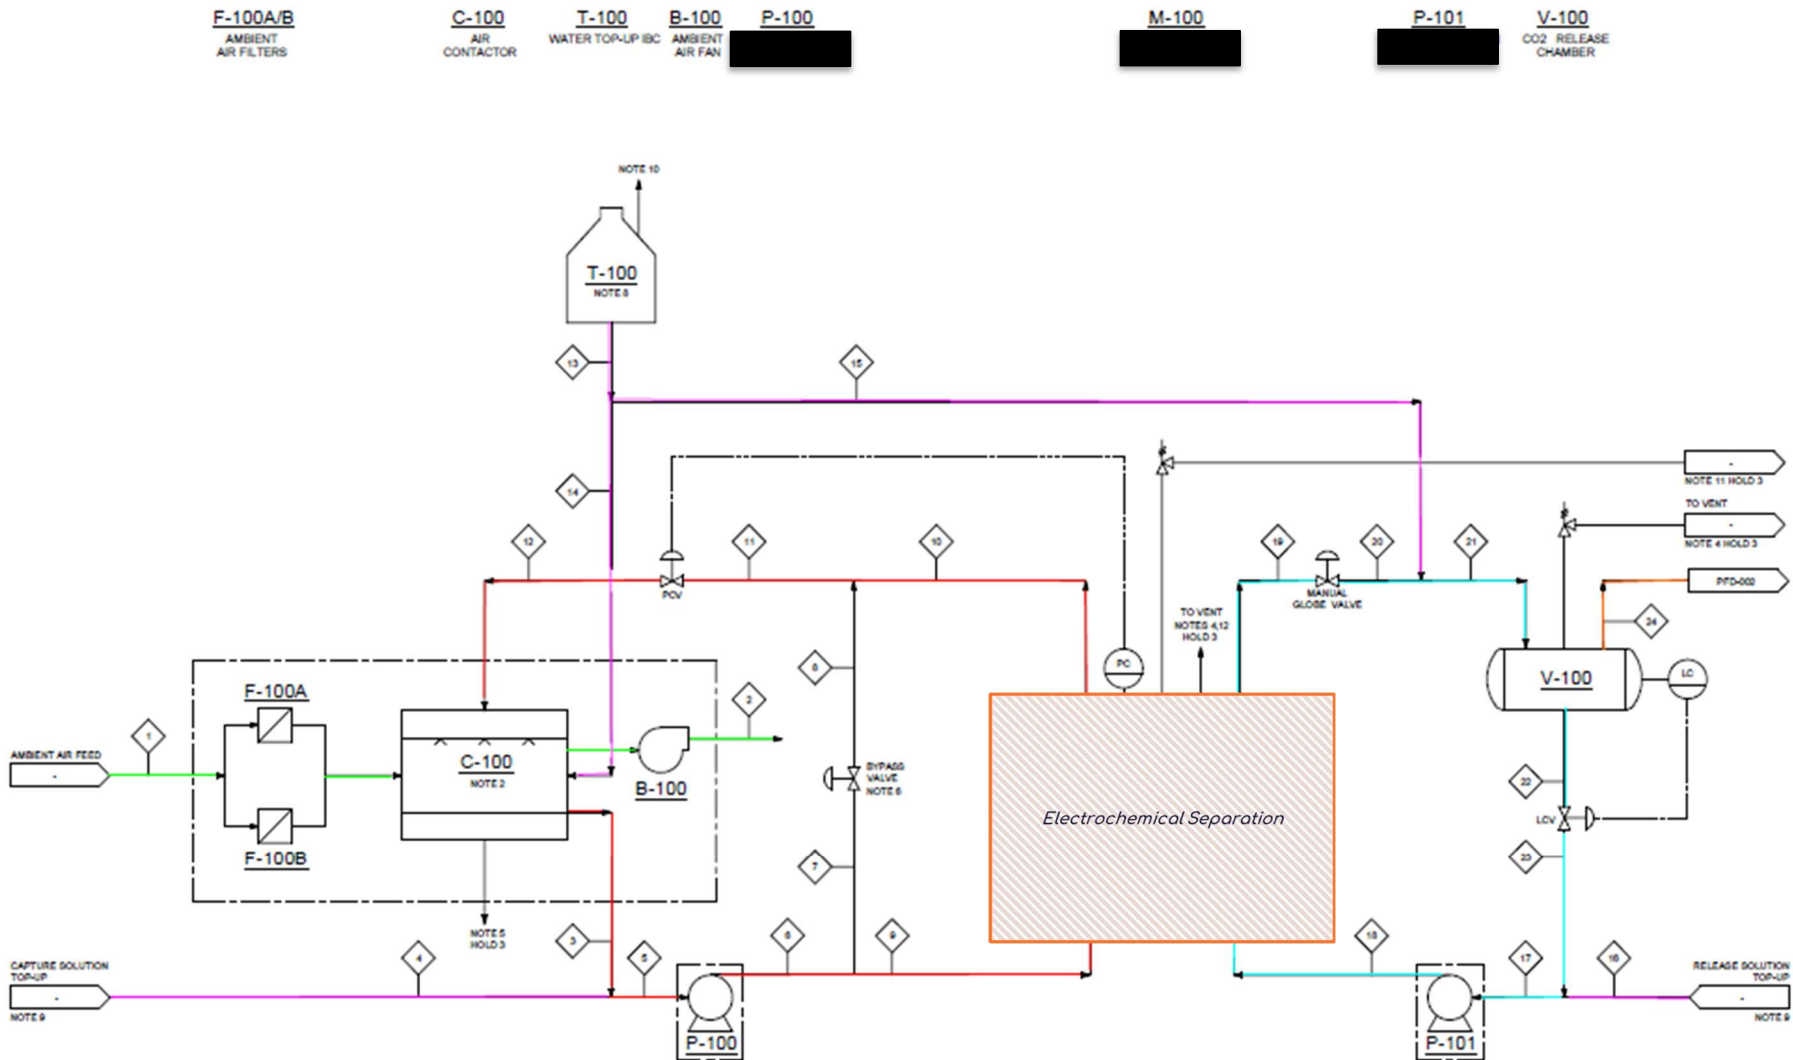 F-100A/B
AMBIENT
AIR FILTERS
C-100
AIR
CONTACTOR
T-100
WATER TOP-UP IBC
B-100
AMBIENT
AIR FAN
P-100
M-100
P-101
V-100
CO2 RELEASE
CHAMBER
NOTE 10
T-100
NOTE 8
13
15
14
NOTE 11 HOLD 3
TO VENT
NOTE 4 HOLD 3
PFD-002
12
11
10
19
20
21
PCV
MANUAL
GLOBE VALVE
TO VENT
NOTES 4,12
HOLD 3
24
8
PC
V-100
LC
F-100A
2
1
AMBIENT AIR FEED
-
C-100
NOTE 2
B-100
BYPASS
VALVE
NOTE 6
22
Electrochemical Separation
LCV
F-100B
7
23
NOTE 5
HOLD 3
3
6
9
18
4
5
17
16
CAPTURE SOLUTION
TOP-UP
-
NOTE 9
RELEASE SOLUTION
TOP-UP
-
NOTE 9
P-100
P-101